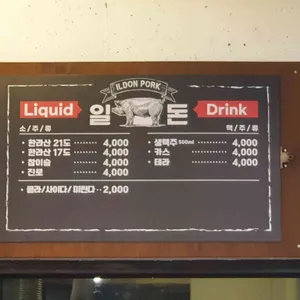 ILDON PORK
Liquid 일 돈 Drink
소/주/류 맥/주/류
• 한라산 21도 ······ 4,000
• 한라산 17도 ······ 4,000
• 참이슬 ······ 4,000
• 진로 ······ 4,000
• 생맥주 500ml ······ 4,000
• 카스 ······ 4,000
• 테라 ······ 4,000
• 콜라/사이다/미린다 ·· 2,000